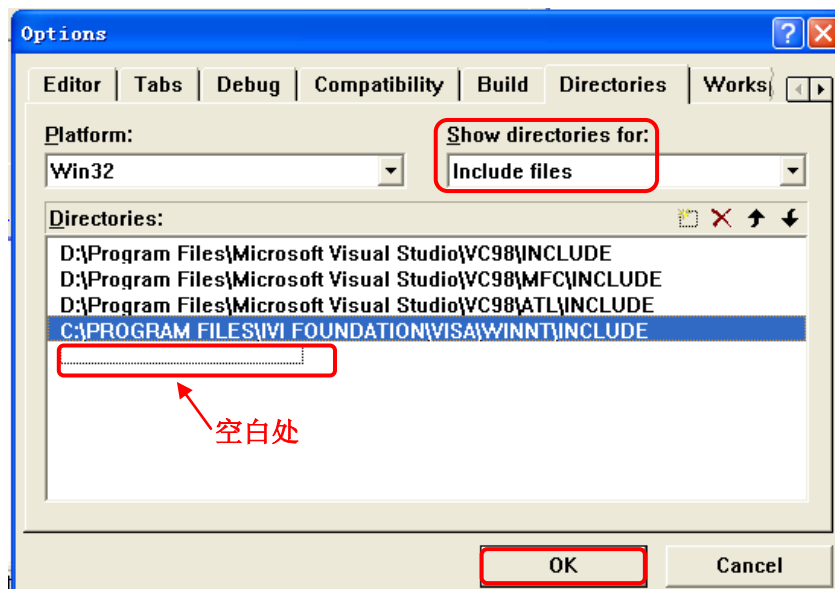 Options
Editor Tabs Debug Compatibility Build Directories Works
Platform: Show directories for:
Win32 Include files
Directories:
D:\Program Files\Microsoft Visual Studio\VC98\INCLUDE
D:\Program Files\Microsoft Visual Studio\VC98\MFC\INCLUDE
D:\Program Files\Microsoft Visual Studio\VC98\ATL\INCLUDE
C:\PROGRAM FILES\IVI FOUNDATION\VISA\WINNT\INCLUDE
空白处
OK Cancel